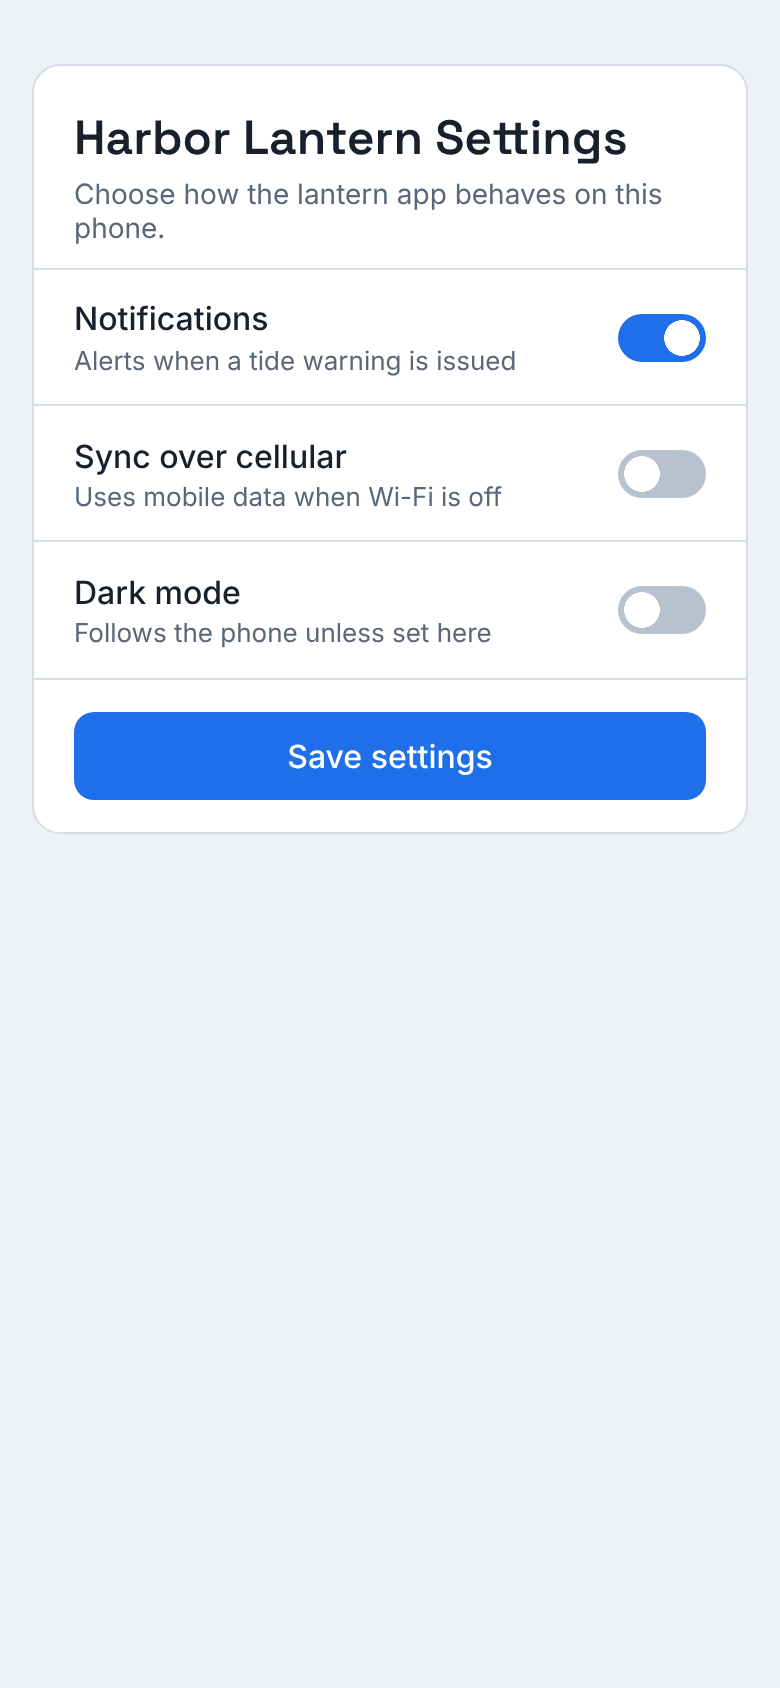 Harbor Lantern Settings
Choose how the lantern app behaves on this
phone.
Notifications
Alerts when a tide warning is issued
Sync over cellular
Uses mobile data when Wi-Fi is off
Dark mode
Follows the phone unless set here
Save settings